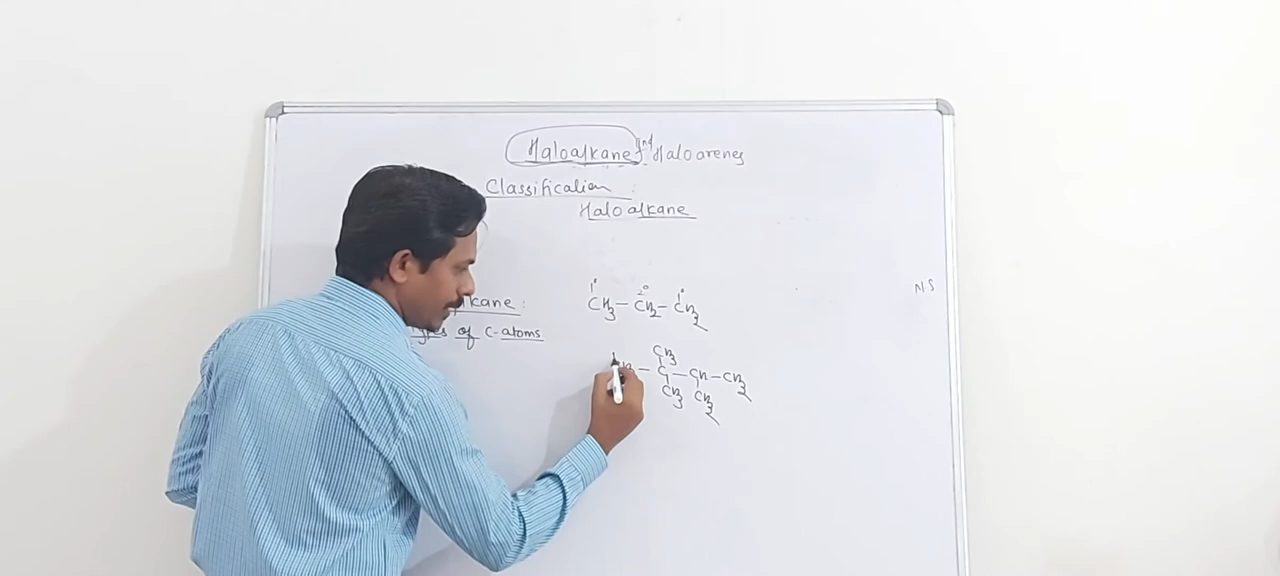 Haloalkane and Haloarenes
Classification :
Haloalkane
N.S
1° 2° 1°
CH3 – CH2 – CH3
kane :
Types of C-atoms
CH3
– C – CH – CH3
CH3 CH3